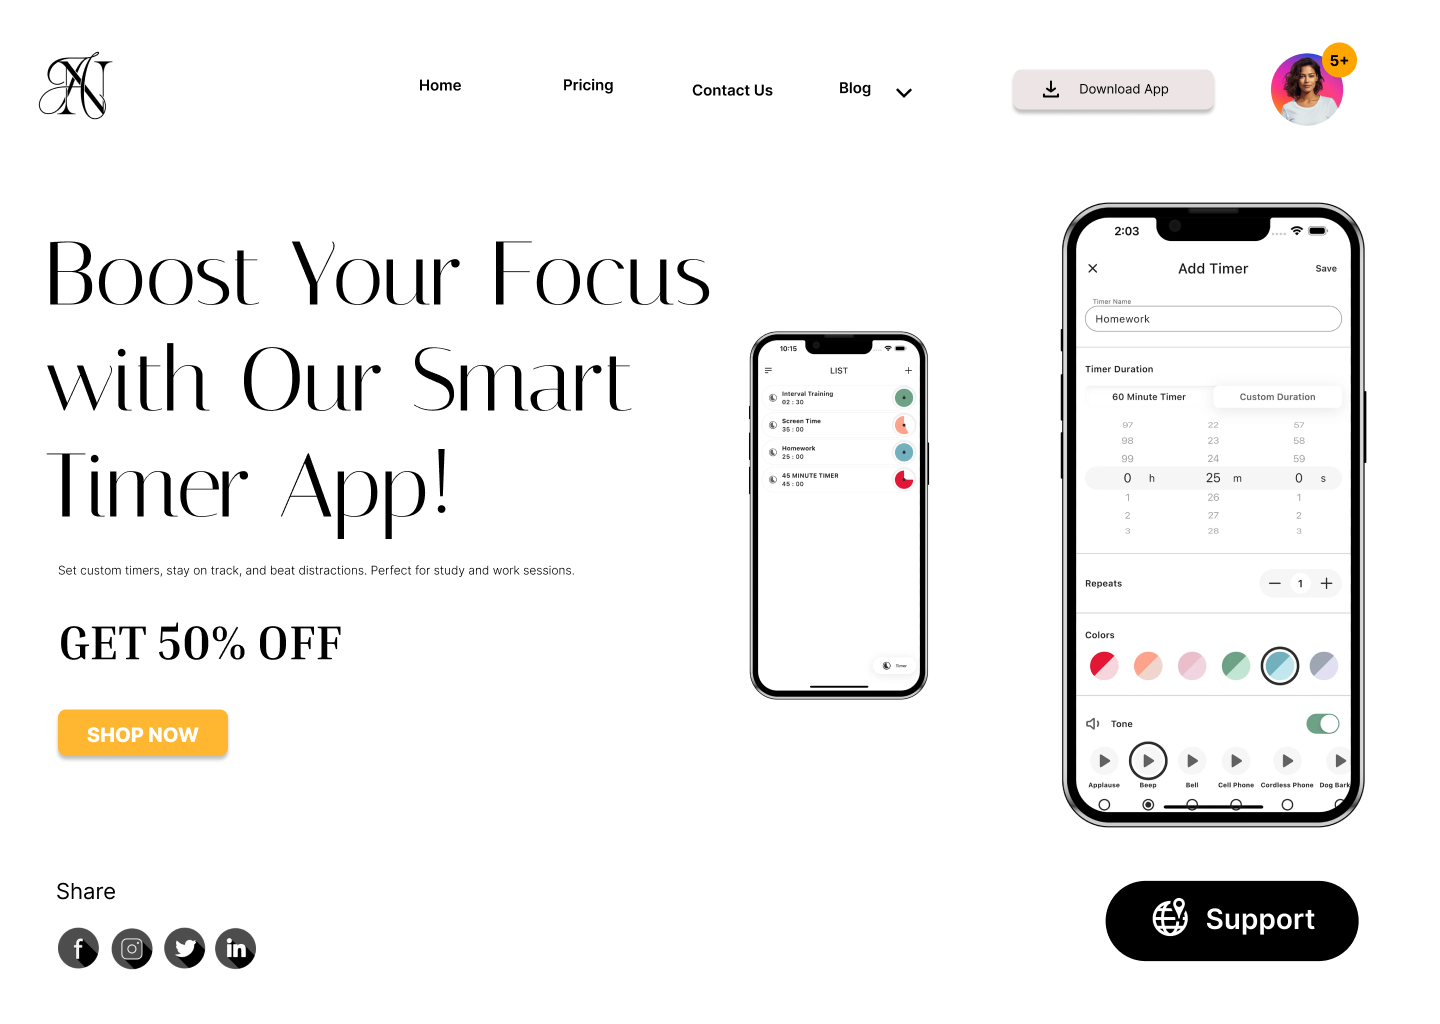 AN
Home
Pricing
Contact Us
Blog
Download App
5+
Boost Your Focus
with Our Smart
Timer App!
Set custom timers, stay on track, and beat distractions. Perfect for study and work sessions.
GET 50% OFF
SHOP NOW
10:15
LIST
Interval Training
02 : 30
Screen Time
35 : 00
Homework
25 : 00
45 MINUTE TIMER
45 : 00
Timer
2:03
Add Timer
Save
Timer Name
Homework
Timer Duration
60 Minute Timer
Custom Duration
97 22 57
98 23 58
99 24 59
0 h 25 m 0 s
1 26 1
2 27 2
3 28 3
Repeats
1
Colors
Tone
Applause Beep Bell Cell Phone Cordless Phone Dog Bark
Share
f
in
Support